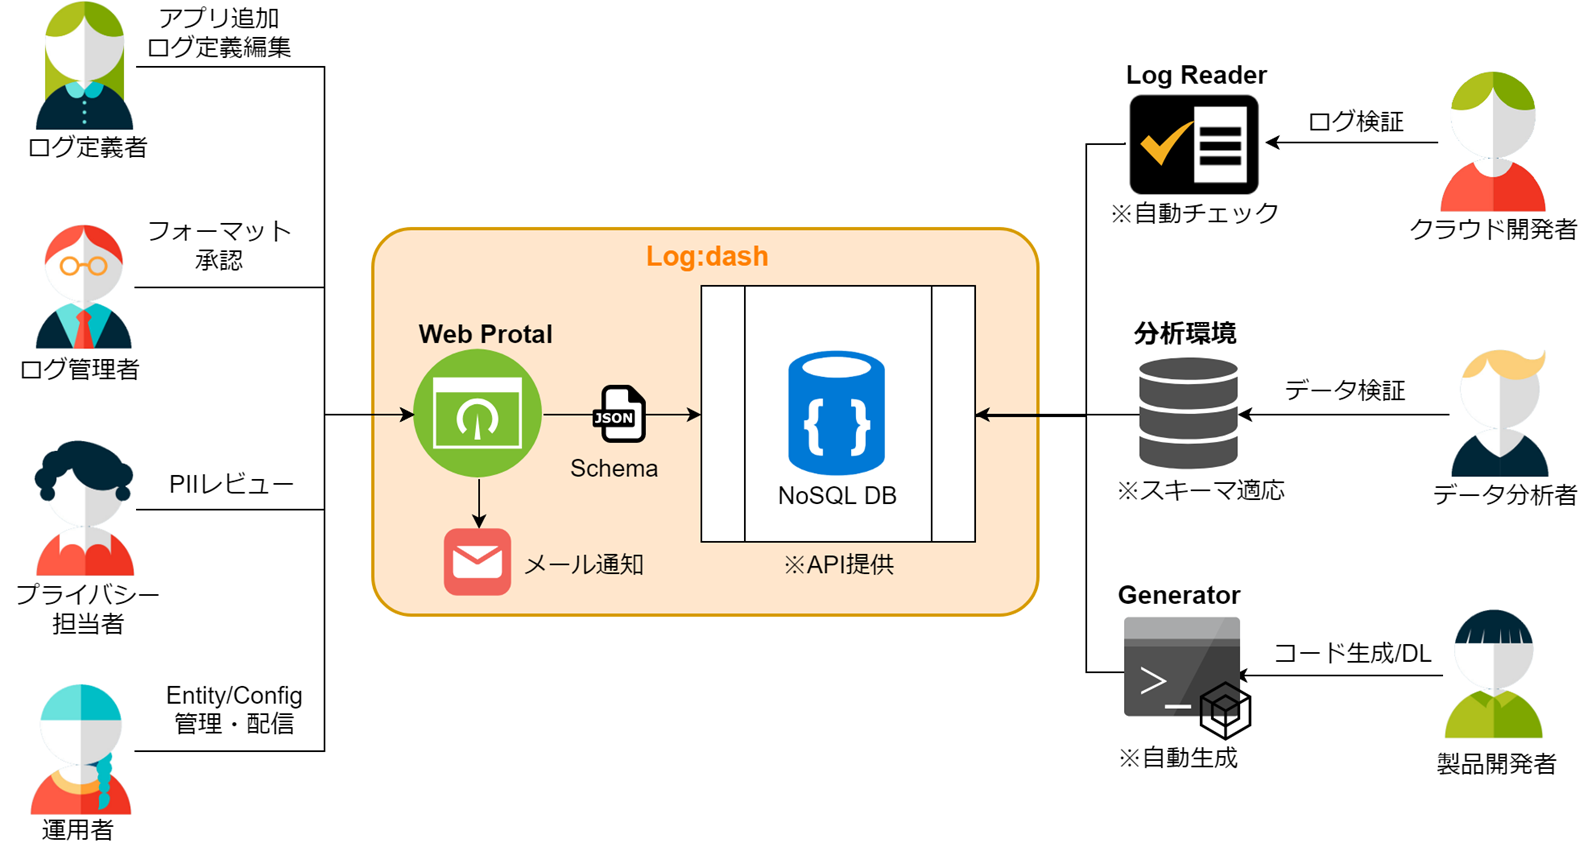 アプリ追加
ログ定義編集
ログ定義者
フォーマット
承認
ログ管理者
PIIレビュー
プライバシー
担当者
Entity/Config
管理・配信
運用者
Log:dash
Web Protal
JSON
Schema
メール通知
{ }
NoSQL DB
※API提供
Log Reader
※自動チェック
ログ検証
クラウド開発者
分析環境
※スキーマ適応
データ検証
データ分析者
Generator
>_
※自動生成
コード生成/DL
製品開発者